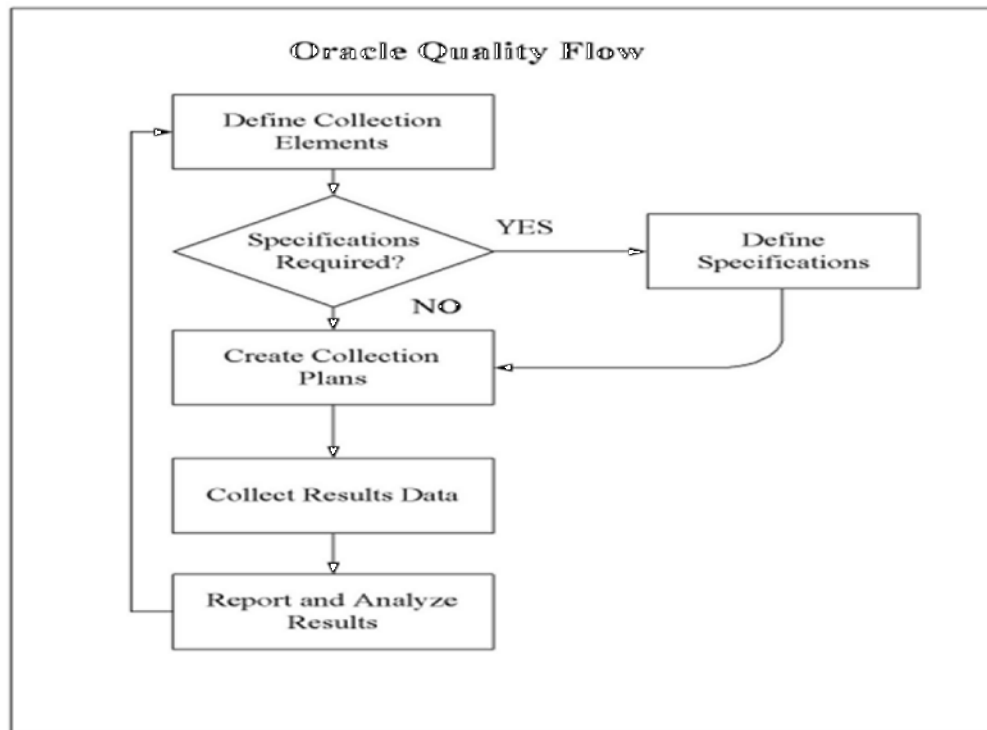 Oracle Quality Flow
Define Collection
Elements
Specifications
Required?
YES
Define
Specifications
NO
Create Collection
Plans
Collect Results Data
Report and Analyze
Results